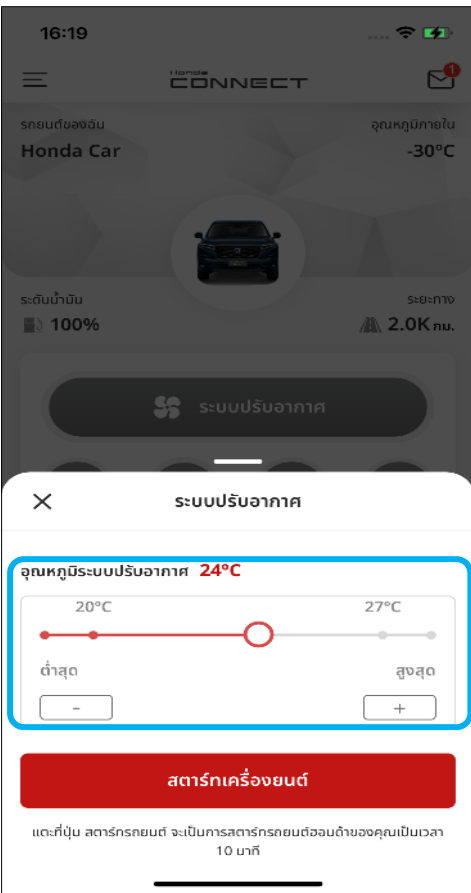 16:19
Honda
CONNECT
1
รถยนต์ของฉัน
อุณหภูมิภายใน
Honda Car
-30°C
ระดับน้ำมัน
ระยะทาง
100%
2.0K กม.
ระบบปรับอากาศ
ระบบปรับอากาศ
อุณหภูมิระบบปรับอากาศ 24°C
20°C
27°C
ต่ำสุด
สูงสุด
-
+
สตาร์ทเครื่องยนต์
แตะที่ปุ่ม สตาร์ทรถยนต์ จะเป็นการสตาร์ทรถยนต์ฮอนด้าของคุณเป็นเวลา
10 นาที